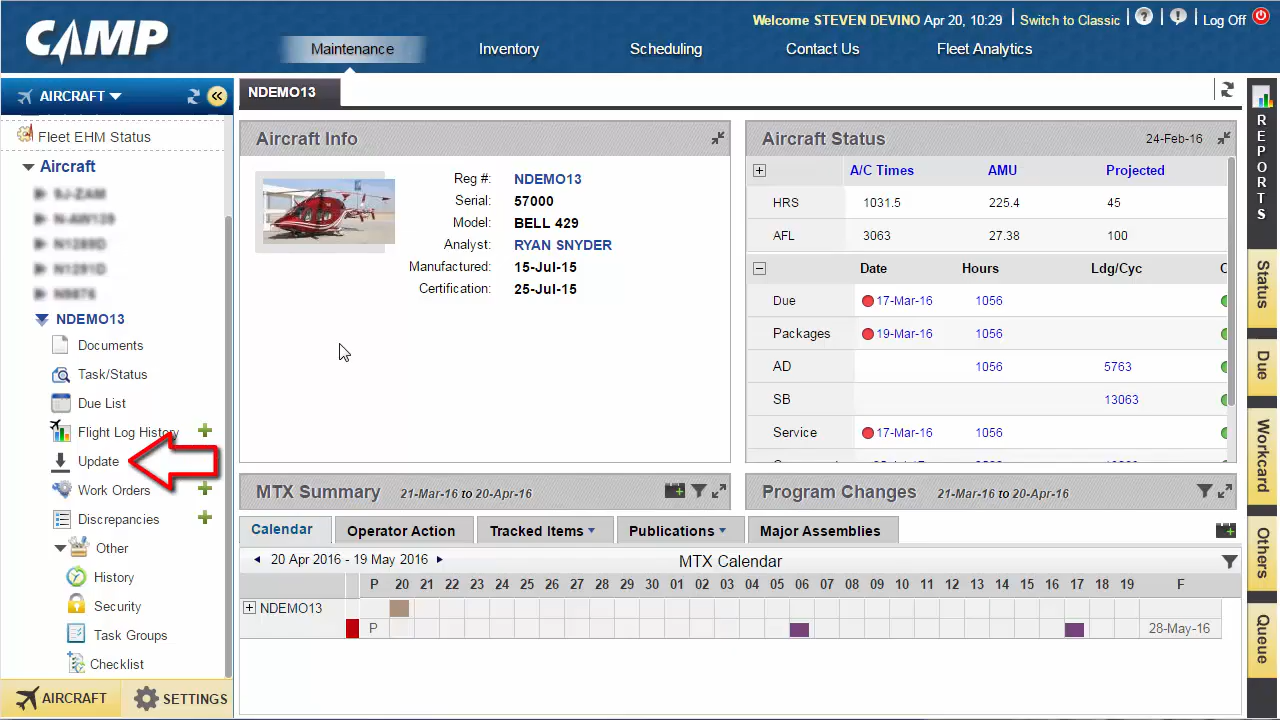 CAMP
Welcome STEVEN DEVINO Apr 20, 10:29 Switch to Classic ? ! Log Off
Maintenance Inventory Scheduling Contact Us Fleet Analytics
AIRCRAFT
Fleet EHM Status
Aircraft
NDEMO13
Documents
Task/Status
Due List
Flight Log History
Update
Work Orders
Discrepancies
Other
History
Security
Task Groups
Checklist
AIRCRAFT SETTINGS
NDEMO13
Aircraft Info
Reg #: NDEMO13
Serial: 57000
Model: BELL 429
Analyst: RYAN SNYDER
Manufactured: 15-Jul-15
Certification: 25-Jul-15
Aircraft Status 24-Feb-16
A/C Times AMU Projected
HRS 1031.5 225.4 45
AFL 3063 27.38 100
Date Hours Ldg/Cyc
Due 17-Mar-16 1056
Packages 19-Mar-16 1056
AD 1056 5763
SB 13063
Service 17-Mar-16 1056
MTX Summary 21-Mar-16 to 20-Apr-16
Program Changes 21-Mar-16 to 20-Apr-16
Calendar Operator Action Tracked Items Publications Major Assemblies
20 Apr 2016 - 19 May 2016 MTX Calendar
P 20 21 22 23 24 25 26 27 28 29 30 01 02 03 04 05 06 07 08 09 10 11 12 13 14 15 16 17 18 19 F
NDEMO13
P 28-May-16
REPORTS
Status
Due
Workcard
Others
Queue